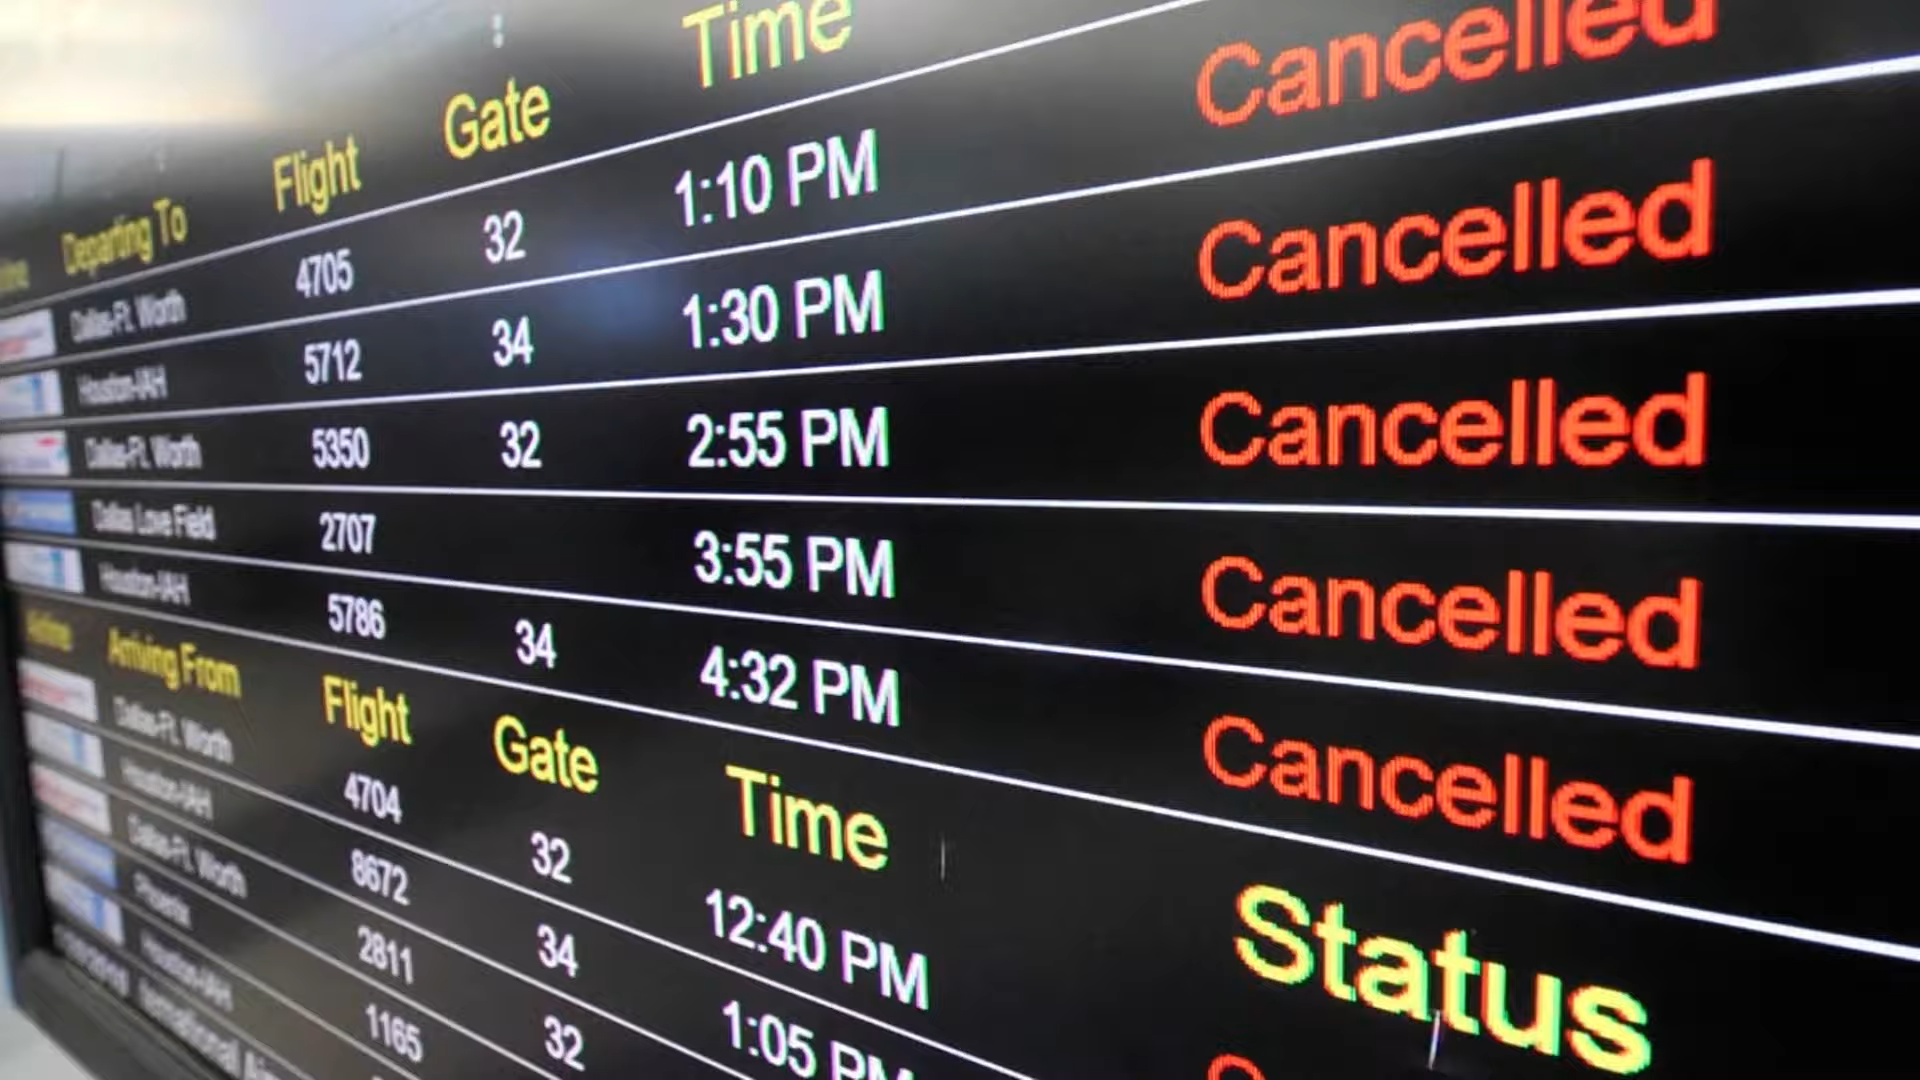 Departing To Flight Gate Time
Dallas-Ft. Worth 4705 32 1:10 PM Cancelled
Houston-IAH 5712 34 1:30 PM Cancelled
Dallas-Ft. Worth 5350 32 2:55 PM Cancelled
Dallas Love Field 2707 3:55 PM Cancelled
Houston-IAH 5786 34 4:32 PM Cancelled
Airline Arriving From Flight Gate Time Status
Dallas-Ft. Worth 4704 32 12:40 PM
Houston-IAH 8672 34 1:05 PM
Dallas-Ft. Worth 2811 32
Phoenix 1165
Houston-IAH